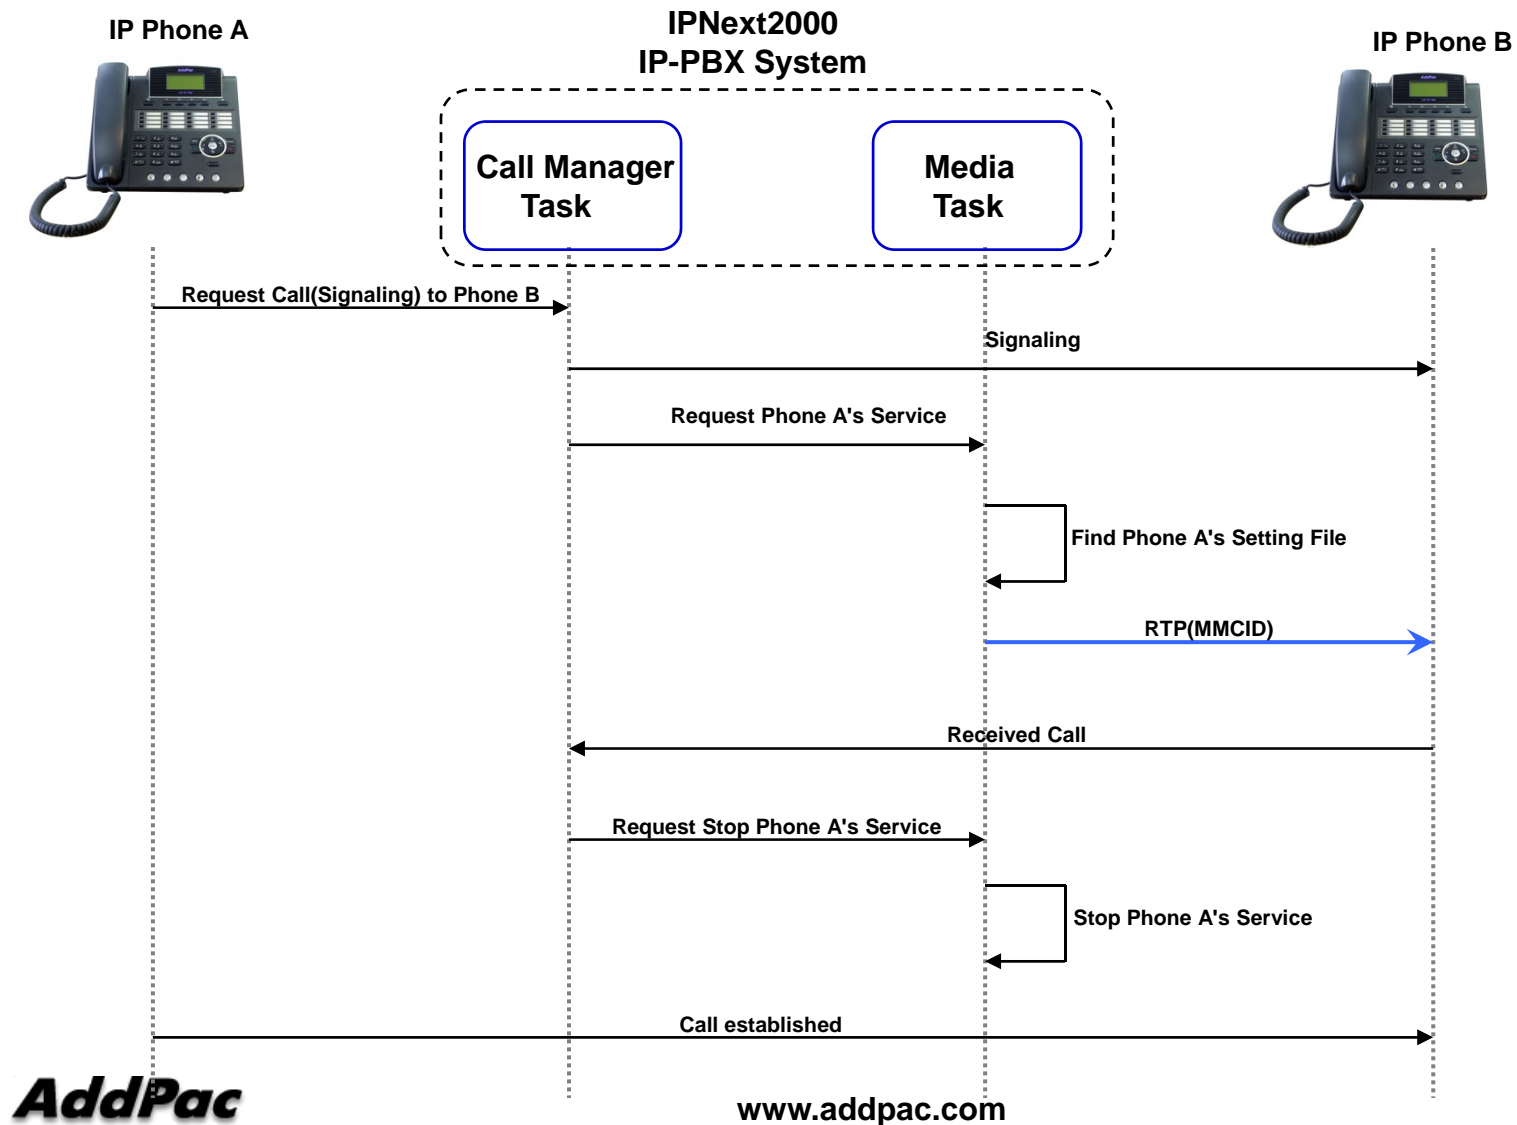 IP Phone A
IPNext2000
IP-PBX System
IP Phone B
Call Manager
Task
Media
Task
Request Call(Signaling) to Phone B
Signaling
Request Phone A's Service
Find Phone A's Setting File
RTP(MMCID)
Received Call
Request Stop Phone A's Service
Stop Phone A's Service
Call established
AddPac
www.addpac.com